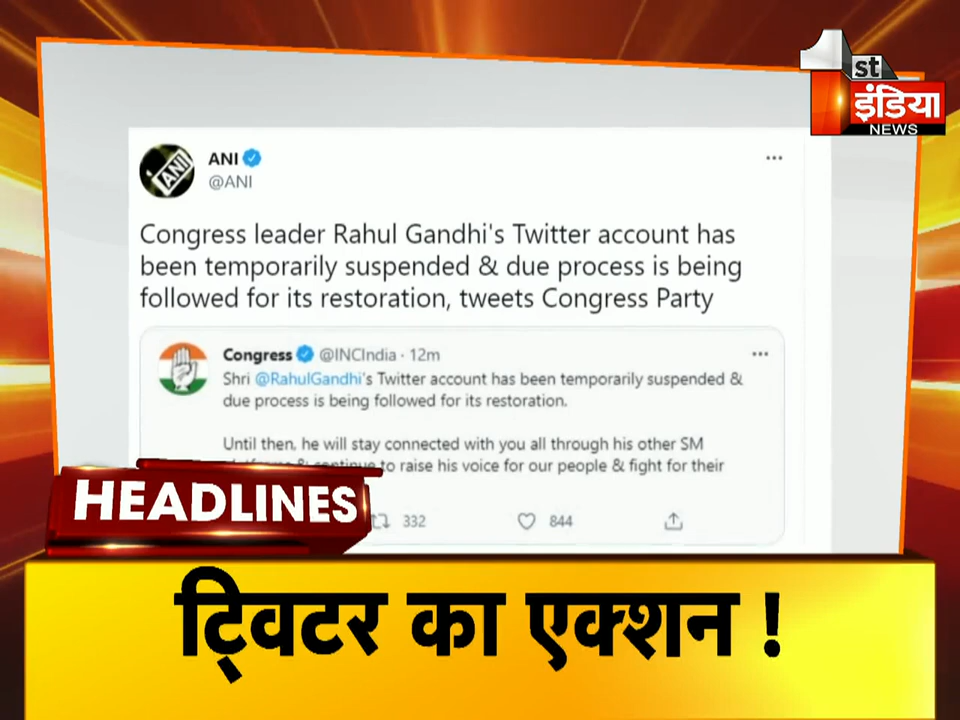 1st
इंडिया
NEWS
ANI
ANI
@ANI
Congress leader Rahul Gandhi's Twitter account has
been temporarily suspended & due process is being
followed for its restoration, tweets Congress Party
Congress @INCIndia · 12m
Shri @RahulGandhi's Twitter account has been temporarily suspended &
due process is being followed for its restoration.
Until then, he will stay connected with you all through his other SM
& continue to raise his voice for our people & fight for their
332 844
HEADLINES
ट्विटर का एक्शन !